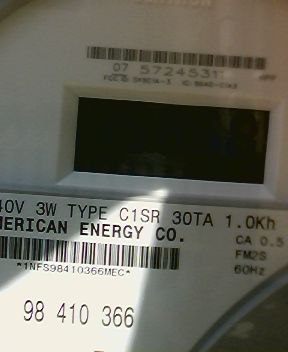 07 5724531
40V 3W TYPE C1SR 30TA 1.0Kh
MERICAN ENERGY CO.
CA 0.5
FM2S
60Hz
*1NFS98410366MEC*
98 410 366